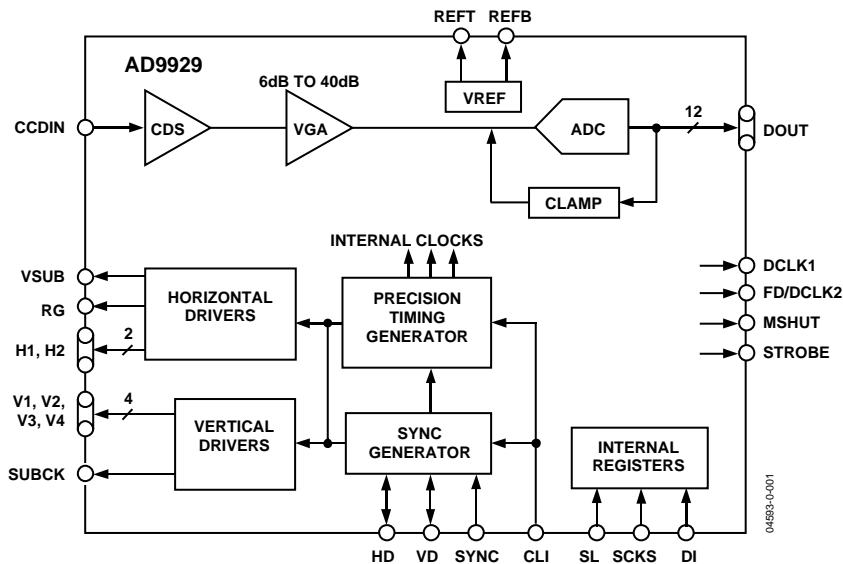 REFT REFB
AD9929
6dB TO 40dB
VREF
CCDIN
CDS
VGA
ADC
12
DOUT
CLAMP
INTERNAL CLOCKS
VSUB
RG
H1, H2
2
HORIZONTAL
DRIVERS
PRECISION
TIMING
GENERATOR
DCLK1
FD/DCLK2
MSHUT
STROBE
V1, V2,
V3, V4
4
SUBCK
VERTICAL
DRIVERS
SYNC
GENERATOR
INTERNAL
REGISTERS
HD VD SYNC CLI SL SCKS DI
04593-0-001